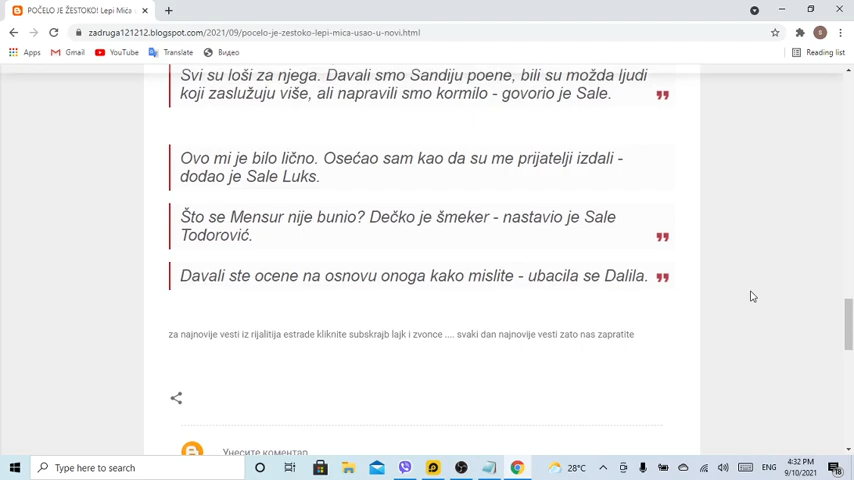 POČELO JE ŽESTOKO! Lepi Mića
zadruga121212.blogspot.com/2021/09/pocelo-je-zestoko-lepi-mica-usao-u-novi.html
Apps Gmail YouTube Translate Видео Reading list
Svi su loši za njega. Davali smo Sandiju poene, bili su možda ljudi
koji zaslužuju više, ali napravili smo kormilo - govorio je Sale.
Ovo mi je bilo lično. Osećao sam kao da su me prijatelji izdali -
dodao je Sale Luks.
Što se Mensur nije bunio? Dečko je šmeker - nastavio je Sale
Todorović.
Davali ste ocene na osnovu onoga kako mislite - ubacila se Dalila.
za najnovije vesti iz rijalitija estrade kliknite subskrajb lajk i zvonce .... svaki dan najnovije vesti zato nas zapratite
Унесите коментар
Type here to search
28°C
ENG
4:32 PM
9/10/2021
18